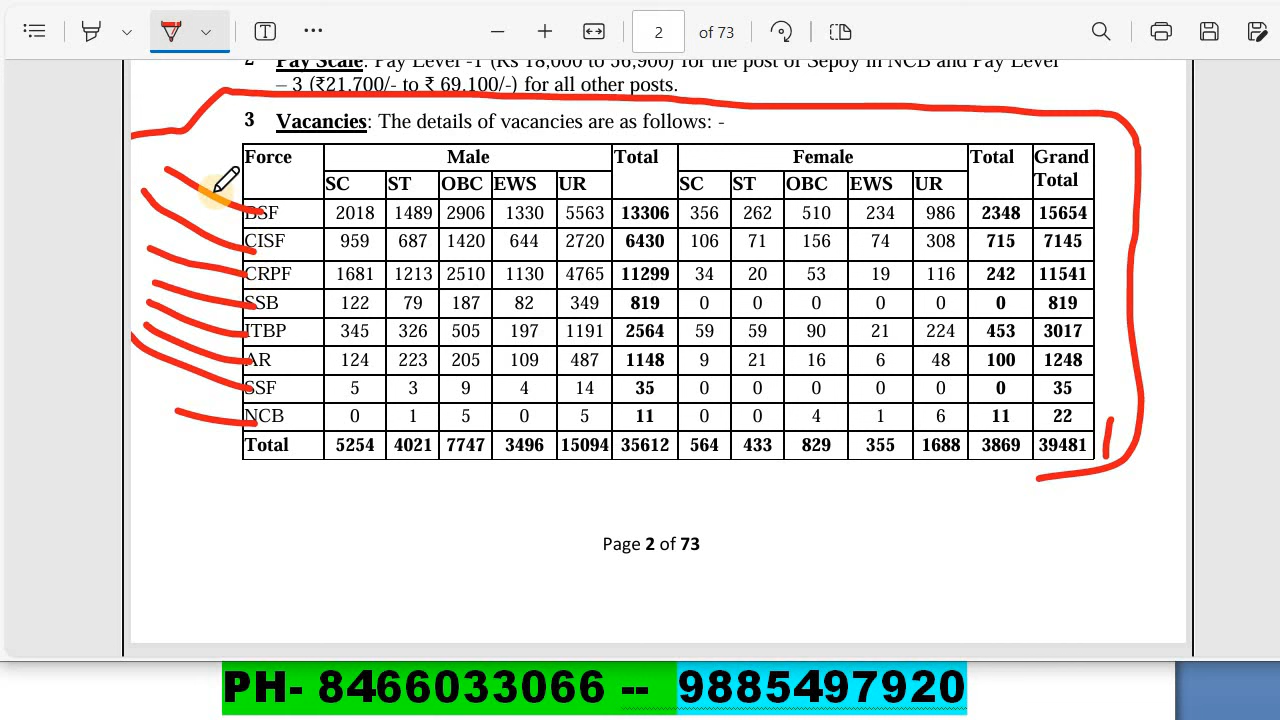 2
of 73
2 Pay Scale: Pay Level -1 (Rs 18,000 to 56,900) for the post of Sepoy in NCB and Pay Level
– 3 (₹21,700/- to ₹ 69,100/-) for all other posts.
3 Vacancies: The details of vacancies are as follows: -
Force Male Total Female Total Grand Total
SC ST OBC EWS UR SC ST OBC EWS UR
BSF 2018 1489 2906 1330 5563 13306 356 262 510 234 986 2348 15654
CISF 959 687 1420 644 2720 6430 106 71 156 74 308 715 7145
CRPF 1681 1213 2510 1130 4765 11299 34 20 53 19 116 242 11541
SSB 122 79 187 82 349 819 0 0 0 0 0 0 819
ITBP 345 326 505 197 1191 2564 59 59 90 21 224 453 3017
AR 124 223 205 109 487 1148 9 21 16 6 48 100 1248
SSF 5 3 9 4 14 35 0 0 0 0 0 0 35
NCB 0 1 5 0 5 11 0 0 4 1 6 11 22
Total 5254 4021 7747 3496 15094 35612 564 433 829 355 1688 3869 39481
Page 2 of 73
PH- 8466033066 -- 9885497920